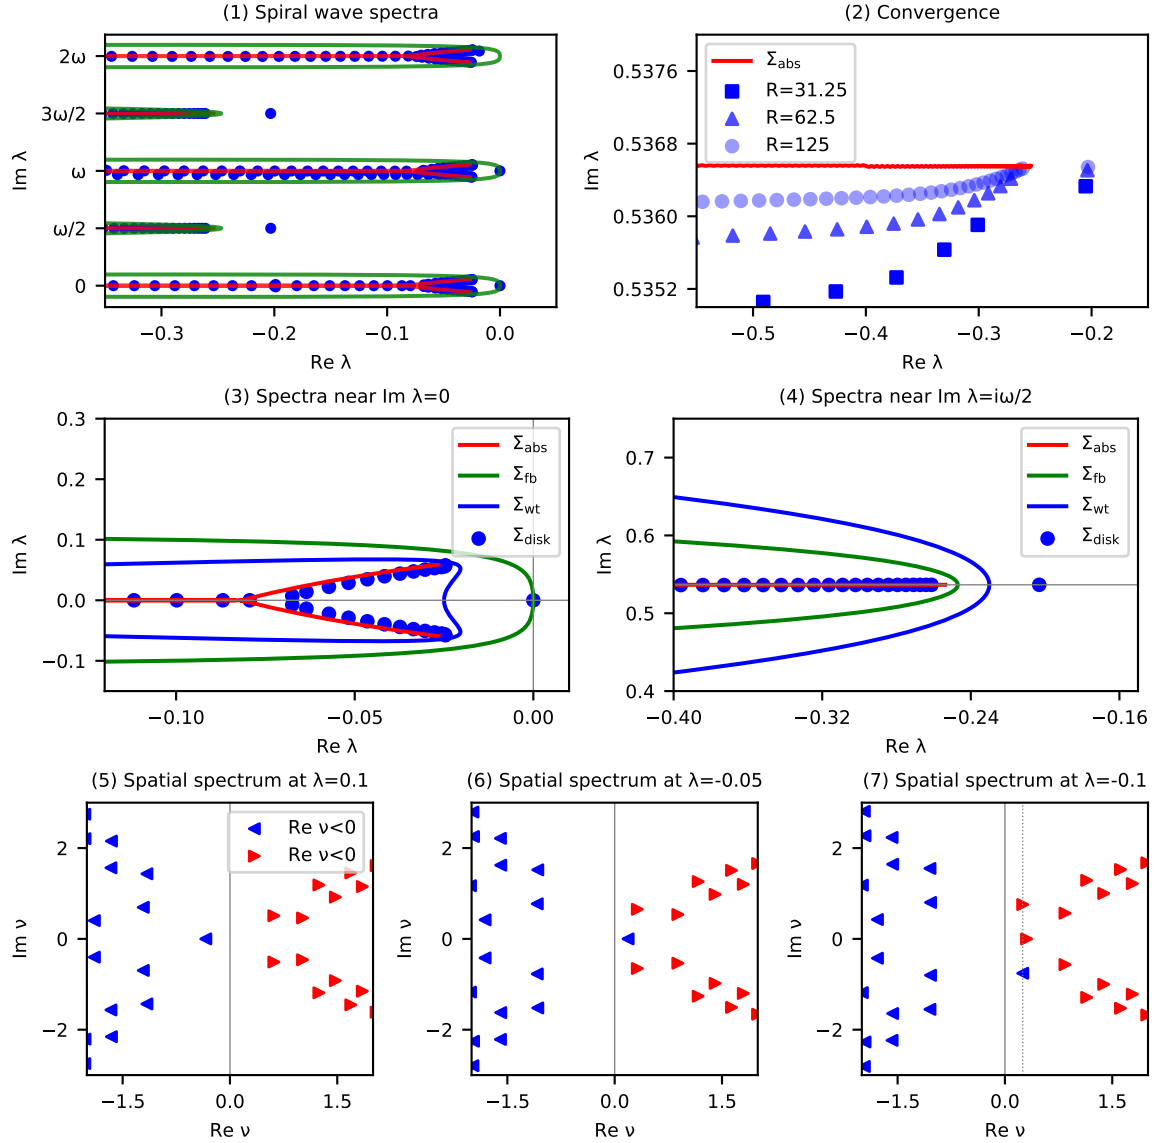 (1) Spiral wave spectra
2ω
3ω/2
ω
ω/2
0
Im λ
−0.3
−0.2
−0.1
0.0
Re λ
(2) Convergence
Σabs
R=31.25
R=62.5
R=125
0.5376
0.5368
0.5360
0.5352
Im λ
−0.5
−0.4
−0.3
−0.2
Re λ
(3) Spectra near Im λ=0
Σabs
Σfb
Σwt
Σdisk
0.3
0.2
0.1
0.0
−0.1
Im λ
−0.10
−0.05
0.00
Re λ
(4) Spectra near Im λ=iω/2
Σabs
Σfb
Σwt
Σdisk
0.7
0.6
0.5
0.4
Im λ
−0.40
−0.32
−0.24
−0.16
Re λ
(5) Spatial spectrum at λ=0.1
Re ν<0
Re ν<0
2
0
−2
Im ν
−1.5
0.0
1.5
Re ν
(6) Spatial spectrum at λ=-0.05
2
0
−2
Im ν
−1.5
0.0
1.5
Re ν
(7) Spatial spectrum at λ=-0.1
2
0
−2
Im ν
−1.5
0.0
1.5
Re ν